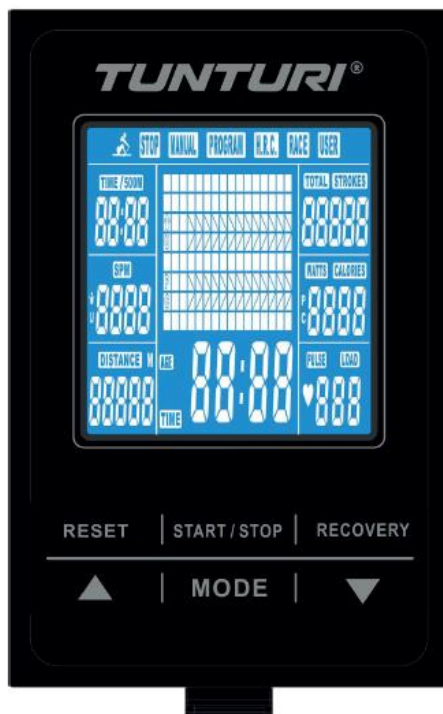 TUNTURI®
STOP MANUAL PROGRAM H.R.C. RACE USER
TIME/500M
88:88
TOTAL STROKES
88888
SPM
8888
WATTS CALORIES
P
C
8888
DISTANCE M
88888
AGE
88:88
TIME
PULSE LOAD
888
RESET START/STOP RECOVERY
MODE